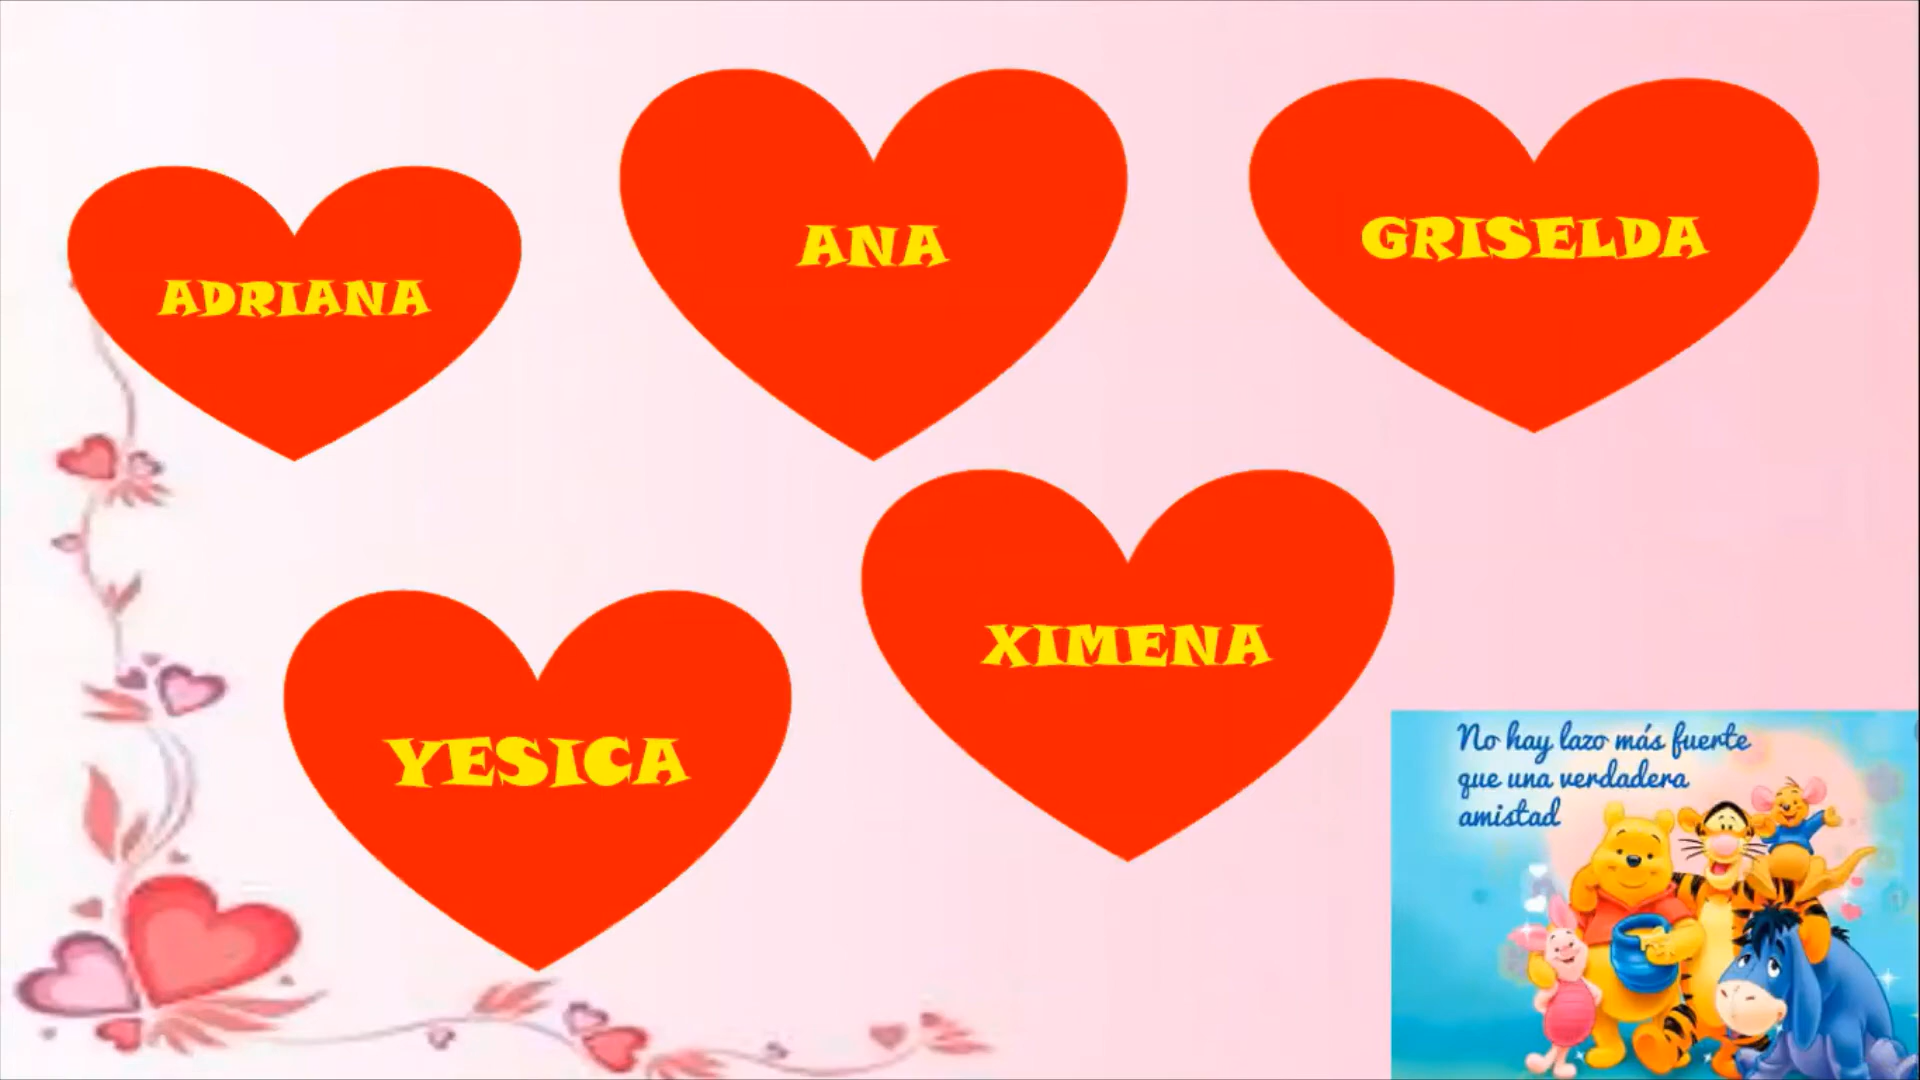 ADRIANA
ANA
GRISELDA
YESICA
XIMENA
No hay lazo más fuerte
que una verdadera
amistad